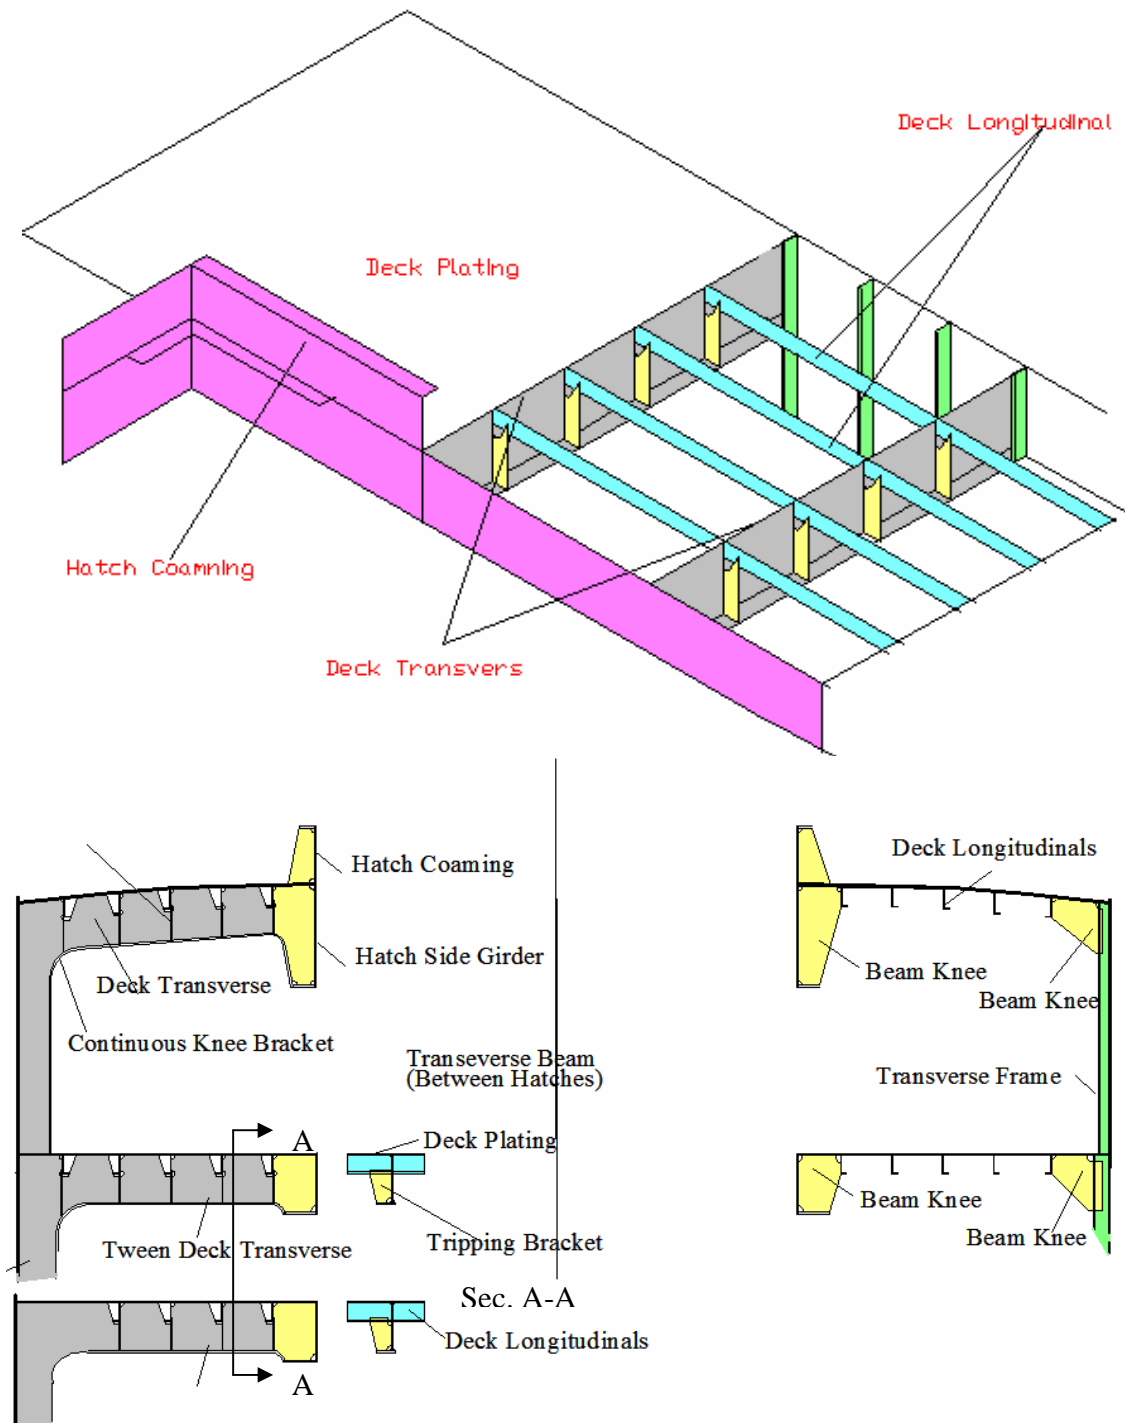 Deck Longitudinal
Deck Plating
Hatch Coamning
Deck Transvers
Hatch Coaming
Deck Longitudinals
Hatch Side Girder
Beam Knee
Deck Transverse
Beam Knee
Continuous Knee Bracket
Transeverse Beam
(Between Hatches)
Transverse Frame
A
Deck Plating
Beam Knee
Tween Deck Transverse
Tripping Bracket
Beam Knee
Sec. A-A
Deck Longitudinals
A